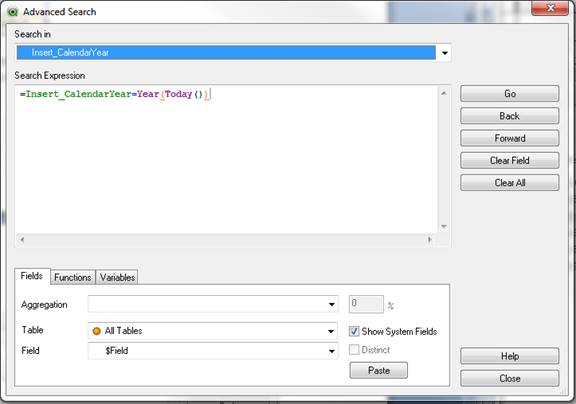 Advanced Search
Search in
Insert_CalendarYear
Search Expression
=Insert_CalendarYear=Year(Today())
Go
Back
Forward
Clear Field
Clear All
Fields
Functions
Variables
Aggregation
0
%
Table
All Tables
Show System Fields
Field
$Field
Distinct
Paste
Help
Close